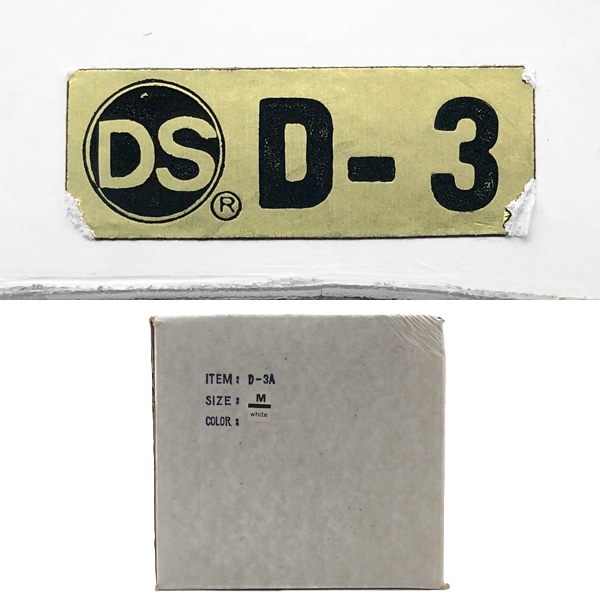 DS® D-3
ITEM: D-3A
SIZE: M
COLOR: white